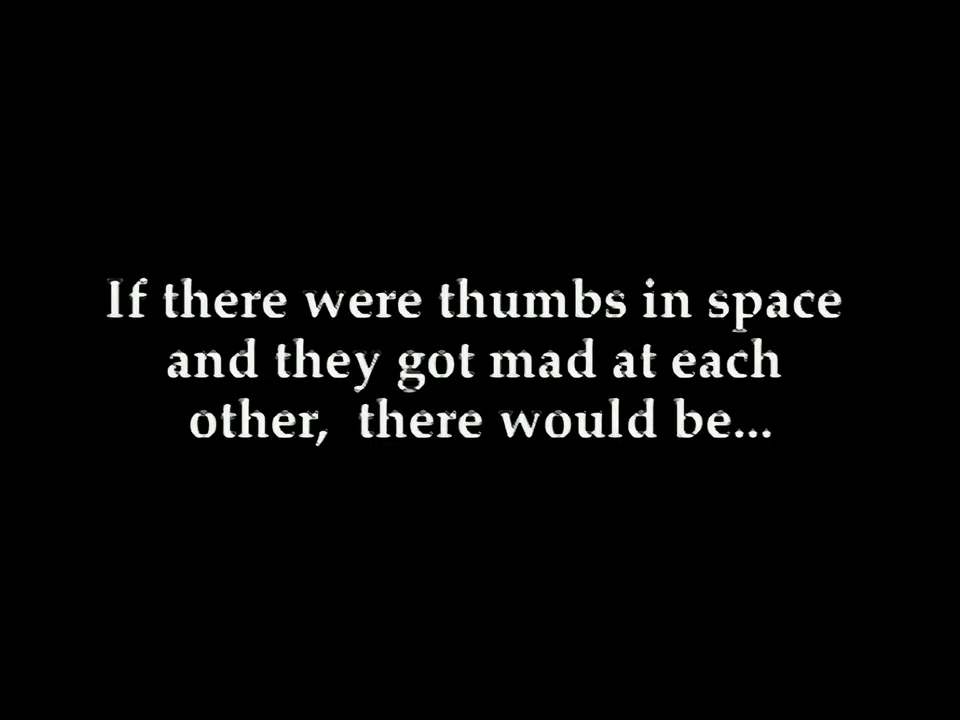 If there were thumbs in space
and they got mad at each
other,  there would be...